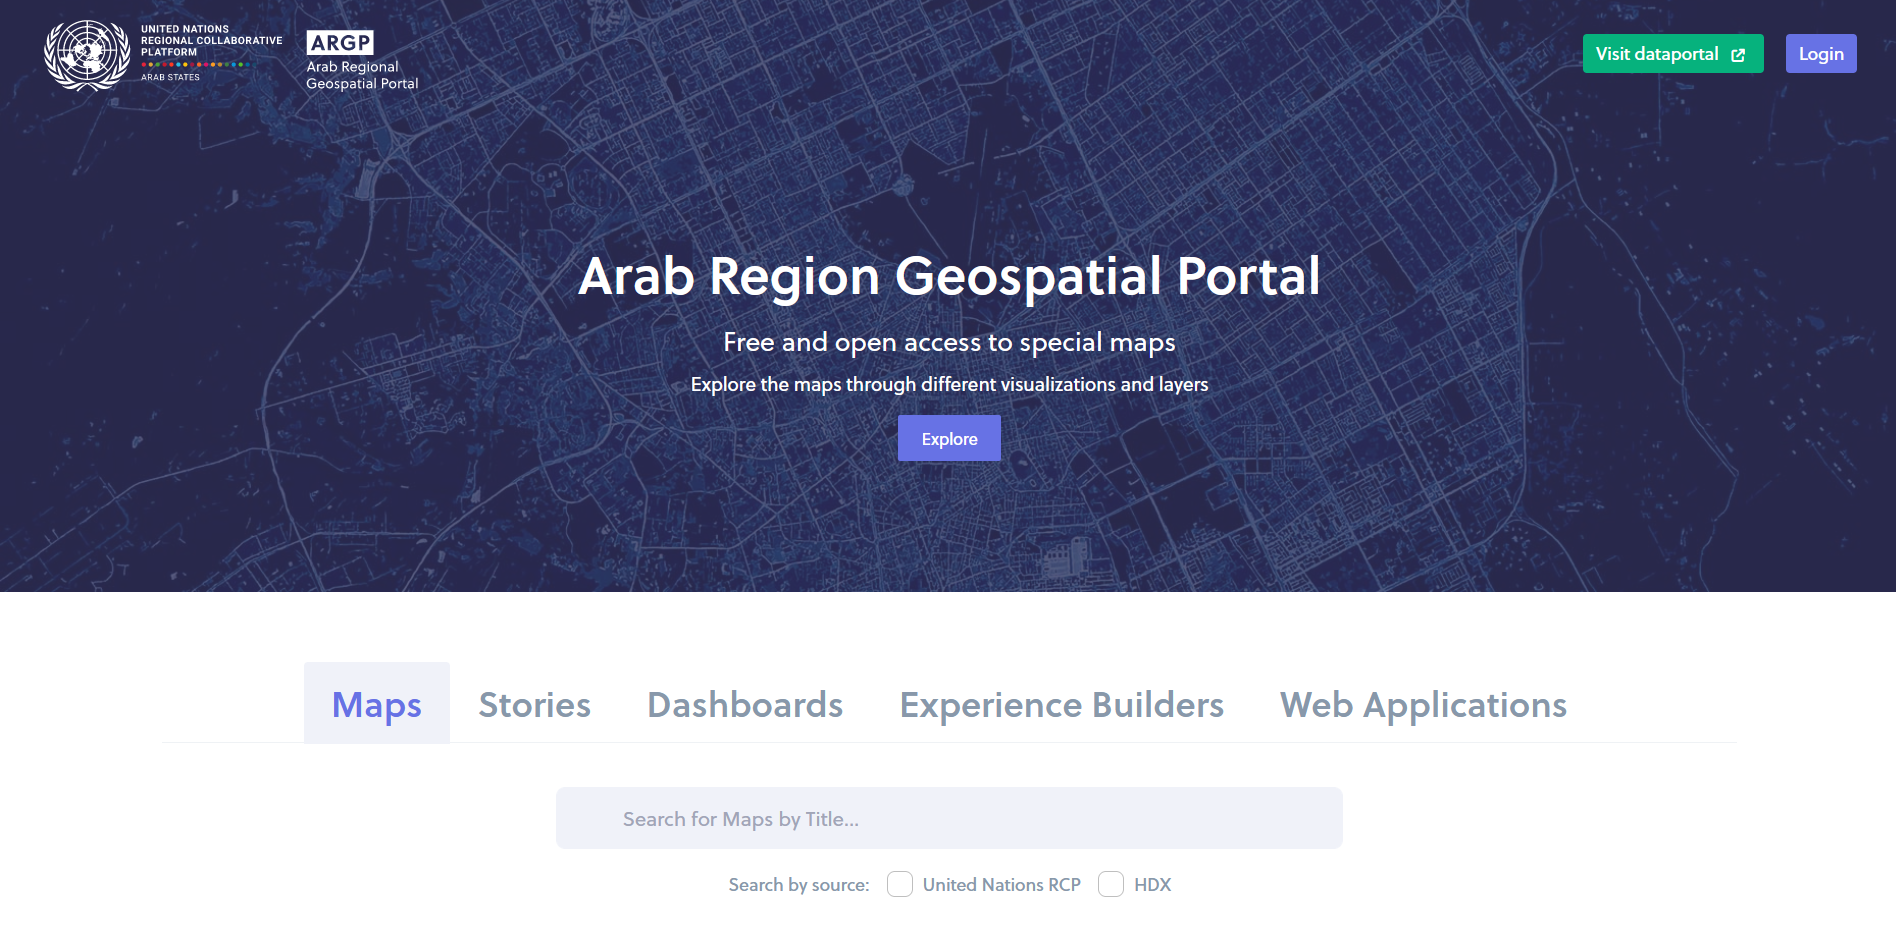 UNITED NATIONS
REGIONAL COLLABORATIVE
PLATFORM
ARAB STATES
ARGP
Arab Regional
Geospatial Portal
Visit dataportal
Login
Arab Region Geospatial Portal
Free and open access to special maps
Explore the maps through different visualizations and layers
Explore
Maps Stories Dashboards Experience Builders Web Applications
Search for Maps by Title...
Search by source: United Nations RCP HDX